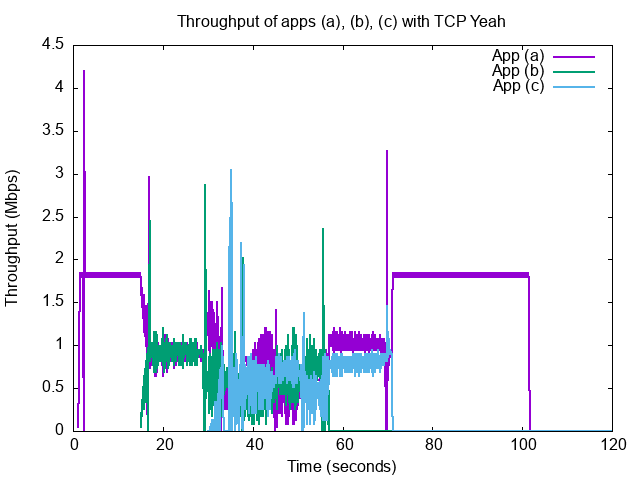 Throughput of apps (a), (b), (c) with TCP Yeah
App (a)
App (b)
App (c)
Throughput (Mbps)
4.5
4
3.5
3
2.5
2
1.5
1
0.5
0
0 20 40 60 80 100 120
Time (seconds)